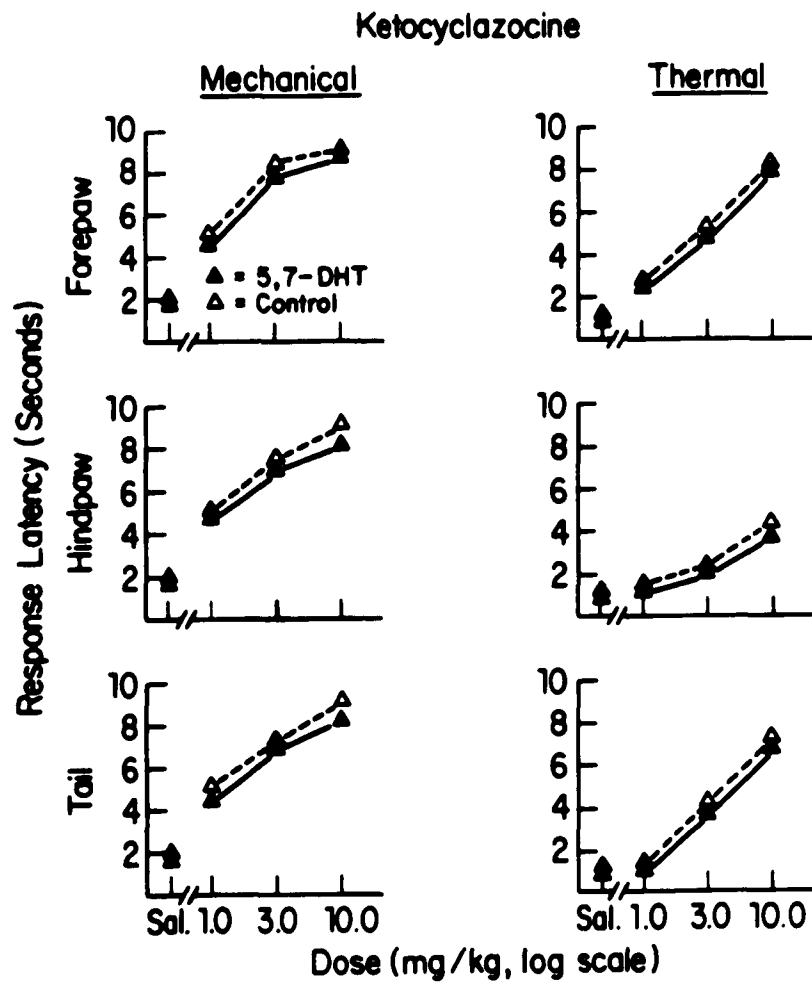 Ketocyclazocine
Mechanical
Thermal
Response Latency (Seconds)
Forepaw
10
8
6
4
2
▲ = 5,7-DHT
△ = Control
10
8
6
4
2
Hindpaw
10
8
6
4
2
10
8
6
4
2
Tail
10
8
6
4
2
Sal. 1.0 3.0 10.0
10
8
6
4
2
Sal. 1.0 3.0 10.0
Dose (mg/kg, log scale)